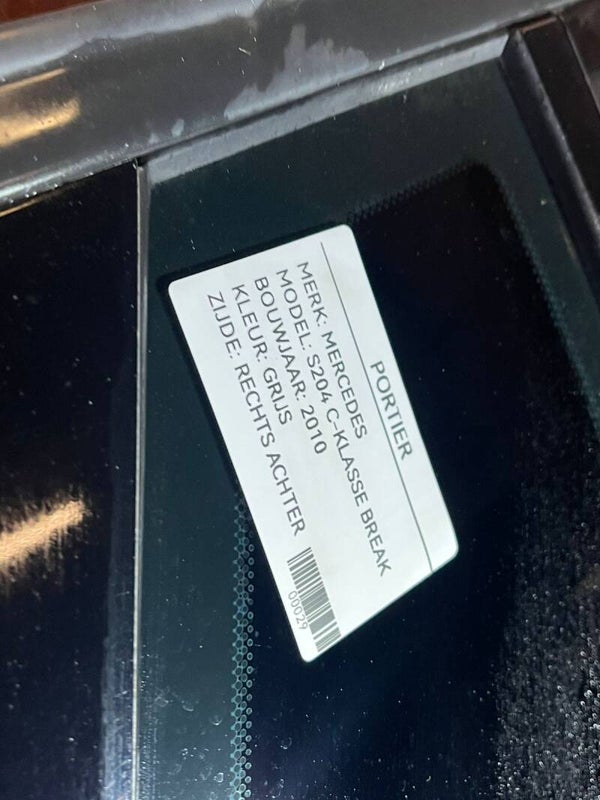 PORTIER
MERK: MERCEDES
MODEL: S204 C-KLASSE BREAK
BOUWJAAR: 2010
KLEUR: GRIJS
ZIJDE: RECHTS ACHTER
00029